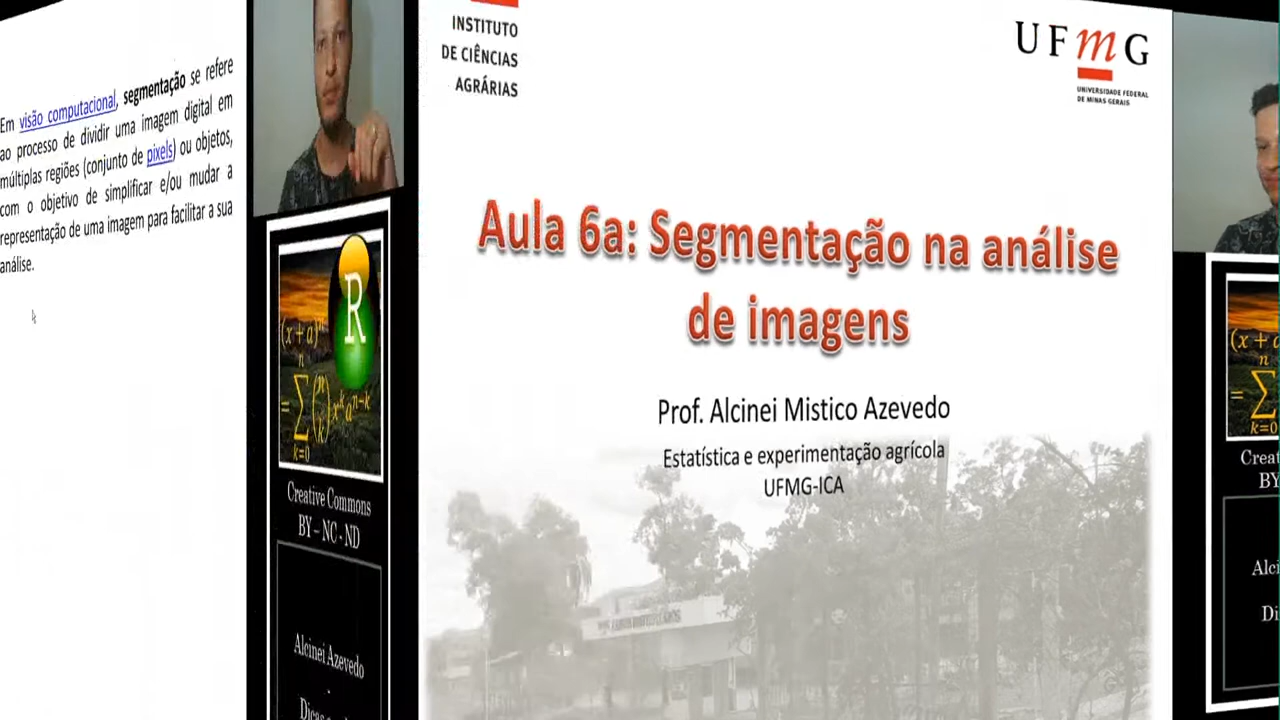 Em visão computacional, segmentação se refere
ao processo de dividir uma imagem digital em
múltiplas regiões (conjunto de pixels) ou objetos,
com o objetivo de simplificar e/ou mudar a
representação de uma imagem para facilitar a sua
análise.
R
(x + a)^n
= ∑ (n k) x^k a^{n-k}
k=0
Creative Commons
BY – NC - ND
Alcinei Azevedo
-
INSTITUTO
DE CIÊNCIAS
AGRÁRIAS
UFmG
UNIVERSIDADE FEDERAL
DE MINAS GERAIS
Aula 6a: Segmentação na análise
de imagens
Prof. Alcinei Mistico Azevedo
Estatística e experimentação agrícola
UFMG-ICA
(x + a
n
= ∑
k=0
BY